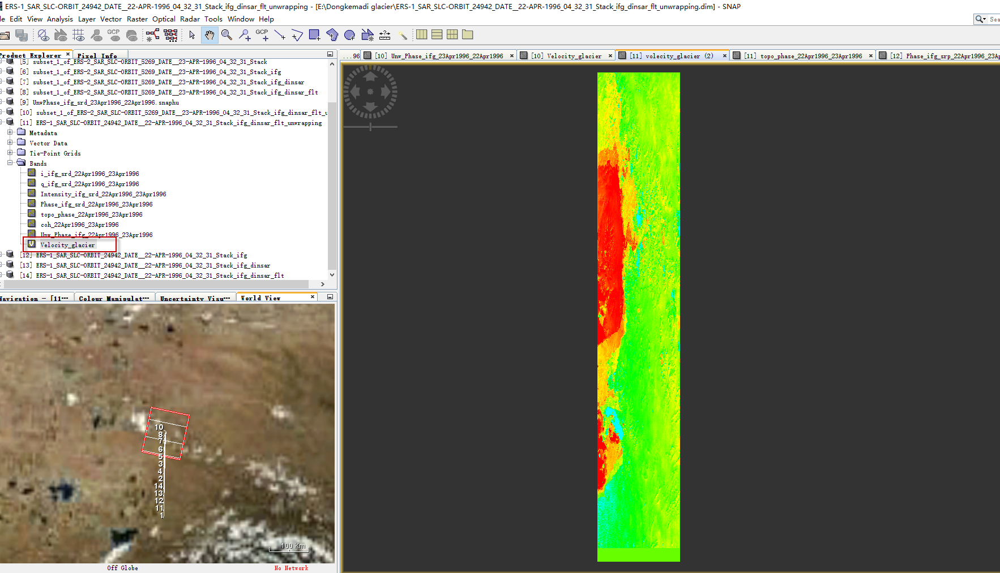 ERS-1_SAR_SLC-ORBIT_24942_DATE__22-APR-1996_04_32_31_Stack_ifg_dinsar_flt_unwrapping - [E:\Dongkemadi glacier\ERS-1_SAR_SLC-ORBIT_24942_DATE__22-APR-1996_04_32_31_Stack_ifg_dinsar_flt_unwrapping.dim] - SNAP
le Edit View Analysis Layer Vector Raster Optical Radar Tools Window Help
Sea
GCP GCP
Product Explorer Pixel Info
...96 [10] Unw_Phase_ifg_23Apr1996_22Apr1996 [10] Velocity_glacier [11] volecity_glacier (2) [11] topo_phase_22Apr1996_23Apr1996 [12] Phase_ifg_srp_22Apr1996_23Ap
[5] subset_1_of_ERS-2_SAR_SLC-ORBIT_5269_DATE__23-APR-1996_04_32_31_Stack
[6] subset_1_of_ERS-2_SAR_SLC-ORBIT_5269_DATE__23-APR-1996_04_32_31_Stack_ifg
[7] subset_1_of_ERS-2_SAR_SLC-ORBIT_5269_DATE__23-APR-1996_04_32_31_Stack_ifg_dinsar
[8] subset_1_of_ERS-2_SAR_SLC-ORBIT_5269_DATE__23-APR-1996_04_32_31_Stack_ifg_dinsar_flt
[9] UnwPhase_ifg_srd_23Apr1996_22Apr1996.snaphu
[10] subset_1_of_ERS-2_SAR_SLC-ORBIT_5269_DATE__23-APR-1996_04_32_31_Stack_ifg_dinsar_flt_u
[11] ERS-1_SAR_SLC-ORBIT_24942_DATE__22-APR-1996_04_32_31_Stack_ifg_dinsar_flt_unwrapping
Metadata
Vector Data
Tie-Point Grids
Bands
i_ifg_srd_22Apr1996_23Apr1996
q_ifg_srd_22Apr1996_23Apr1996
Intensity_ifg_srd_22Apr1996_23Apr1996
Phase_ifg_srd_22Apr1996_23Apr1996
topo_phase_22Apr1996_23Apr1996
coh_22Apr1996_23Apr1996
Unw_Phase_ifg_22Apr1996_23Apr1996
Velocity_glacier
[12] ERS-1_SAR_SLC-ORBIT_24942_DATE__22-APR-1996_04_32_31_Stack_ifg
[13] ERS-1_SAR_SLC-ORBIT_24942_DATE__22-APR-1996_04_32_31_Stack_ifg_dinsar
[14] ERS-1_SAR_SLC-ORBIT_24942_DATE__22-APR-1996_04_32_31_Stack_ifg_dinsar_flt
Navigation - [11... Colour Manipulat... Uncertainty Visu... World View
10
8
7
6
5
3
4
2
14
13
12
11
1
100 Km
Off Globe No Network